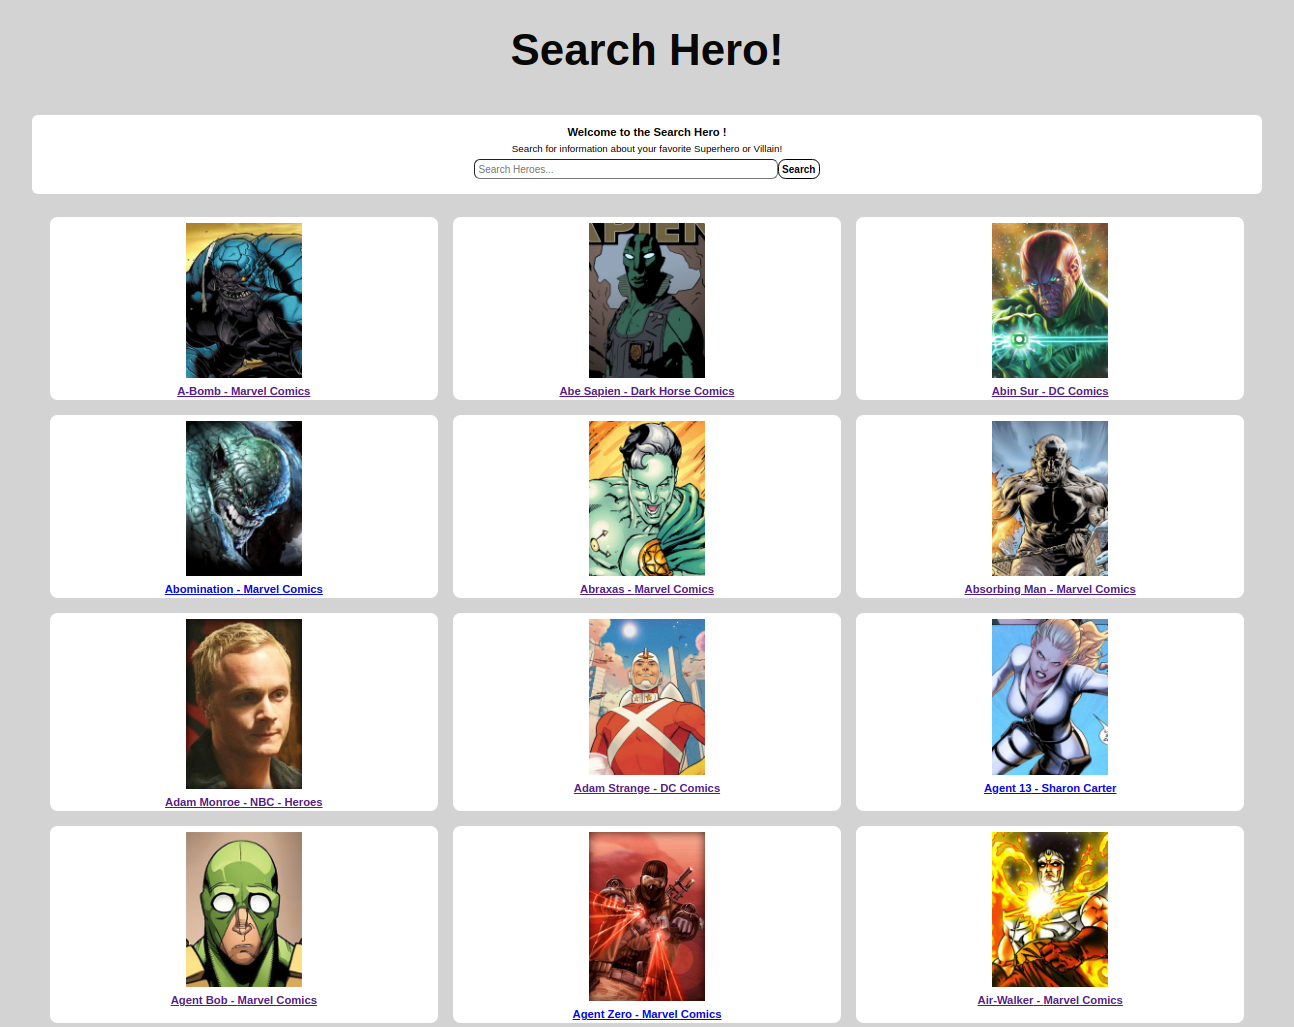 Search Hero!
Welcome to the Search Hero !
Search for information about your favorite Superhero or Villain!
Search Heroes... Search
A-Bomb - Marvel Comics
Abe Sapien - Dark Horse Comics
Abin Sur - DC Comics
Abomination - Marvel Comics
Abraxas - Marvel Comics
Absorbing Man - Marvel Comics
Adam Monroe - NBC - Heroes
Adam Strange - DC Comics
Agent 13 - Sharon Carter
Agent Bob - Marvel Comics
Agent Zero - Marvel Comics
Air-Walker - Marvel Comics